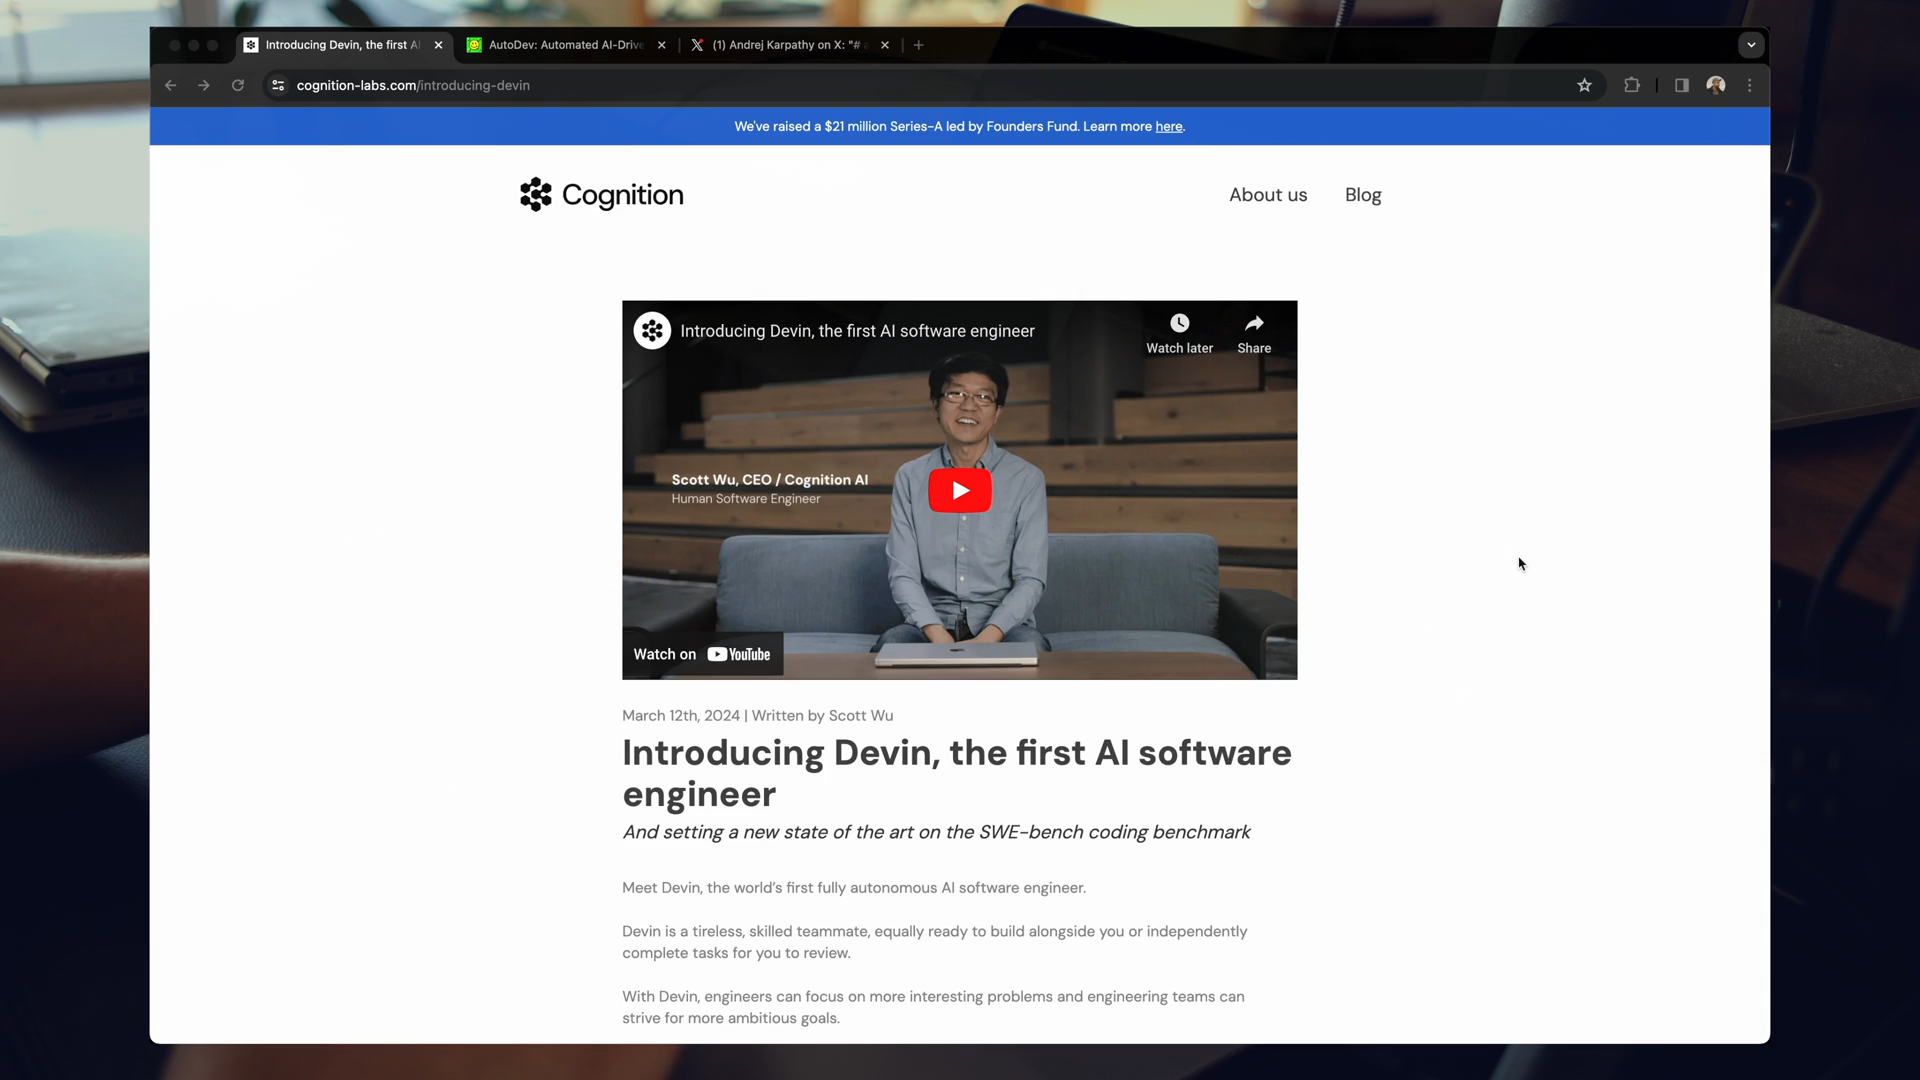 Introducing Devin, the first AI
AutoDev: Automated AI-Drive
(1) Andrej Karpathy on X: "# a
cognition-labs.com/introducing-devin
We've raised a $21 million Series-A led by Founders Fund. Learn more here.
Cognition
About us
Blog
Introducing Devin, the first AI software engineer
Watch later
Share
Scott Wu, CEO / Cognition AI
Human Software Engineer
Watch on YouTube
March 12th, 2024 | Written by Scott Wu
Introducing Devin, the first AI software
engineer
And setting a new state of the art on the SWE-bench coding benchmark
Meet Devin, the world's first fully autonomous AI software engineer.
Devin is a tireless, skilled teammate, equally ready to build alongside you or independently
complete tasks for you to review.
With Devin, engineers can focus on more interesting problems and engineering teams can
strive for more ambitious goals.